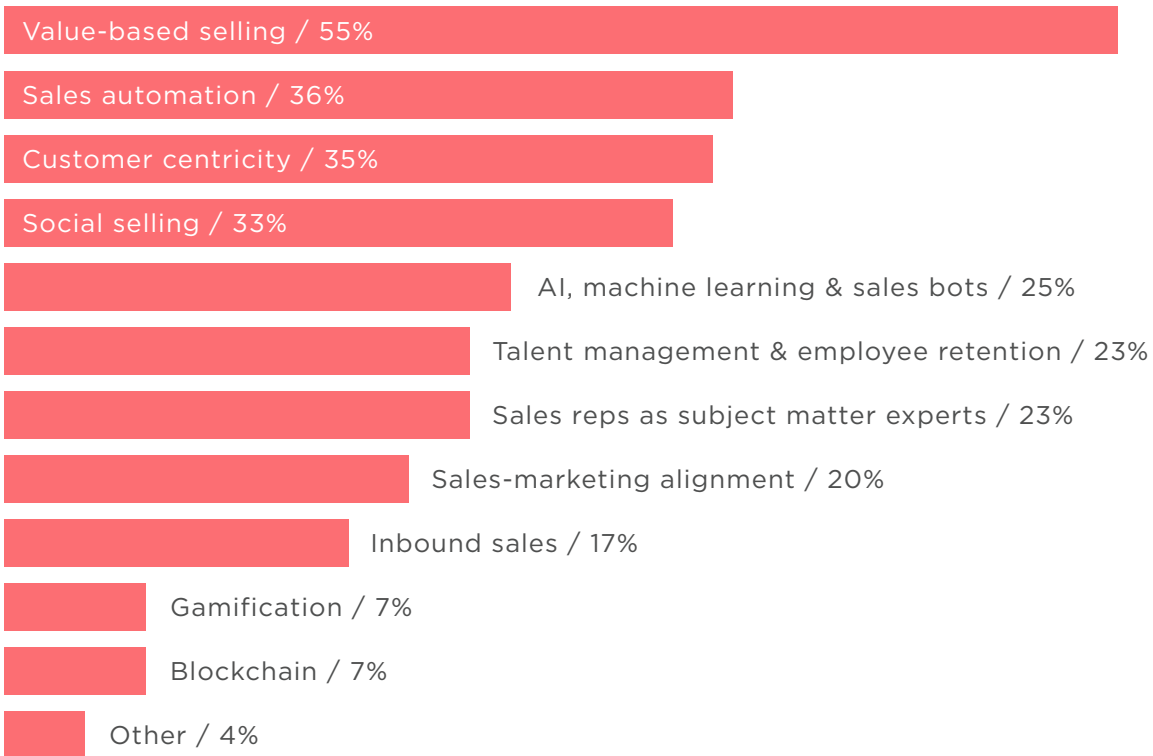 Value-based selling / 55%
Sales automation / 36%
Customer centricity / 35%
Social selling / 33%
AI, machine learning & sales bots / 25%
Talent management & employee retention / 23%
Sales reps as subject matter experts / 23%
Sales-marketing alignment / 20%
Inbound sales / 17%
Gamification / 7%
Blockchain / 7%
Other / 4%